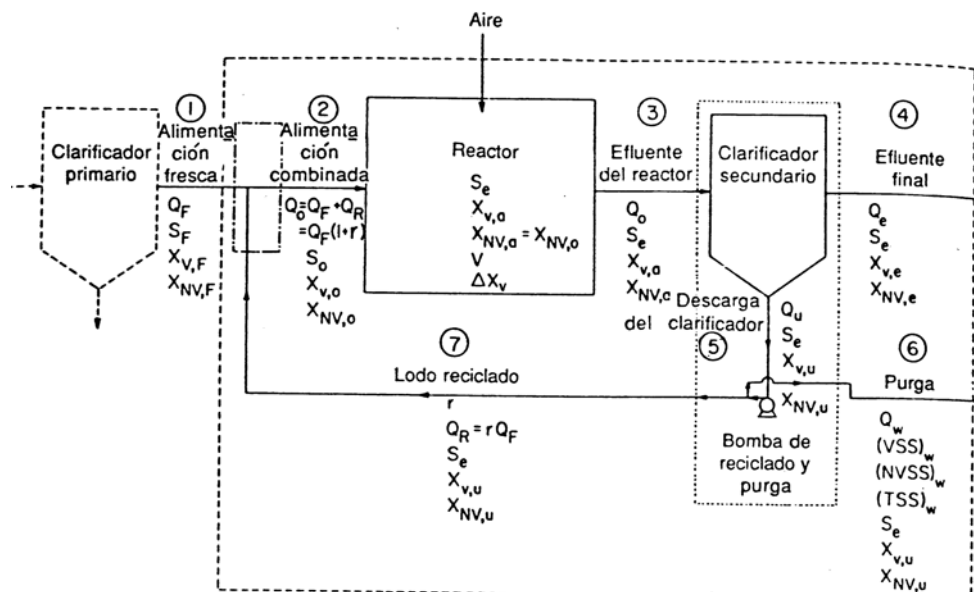 Aire
Clarificador
primario
①
Alimenta
ción
fresca
Q_F
S_F
X_V,F
X_NV,F
②
Alimenta
ción
combinada
Q_o=Q_F+Q_R
=Q_F(1+r)
S_o
X_v,o
X_NV,o
Reactor
S_e
X_v,a
X_NV,a = X_NV,o
V
ΔX_v
③
Efluente
del reactor
Q_o
S_e
X_v,a
X_NV,a
Clarificador
secundario
④
Efluente
final
Q_e
S_e
X_v,e
X_NV,e
Descarga
del clarificador
⑤
Q_u
S_e
X_v,u
X_NV,u
Bomba de
reciclado y
purga
⑥
Purga
Q_w
(VSS)_w
(NVSS)_w
(TSS)_w
S_e
X_v,u
X_NV,u
⑦
Lodo reciclado
r
Q_R = rQ_F
S_e
X_v,u
X_NV,u